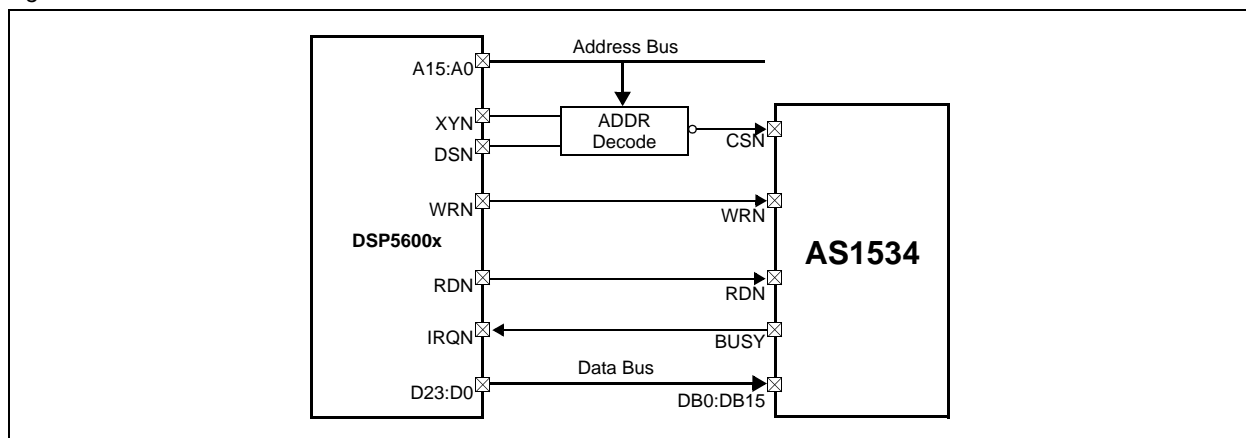 Address Bus
A15:A0
XYN
ADDR
Decode
DSN
CSN
WRN
WRN
DSP5600x
AS1534
RDN
RDN
IRQN
BUSY
Data Bus
D23:D0
DB0:DB15